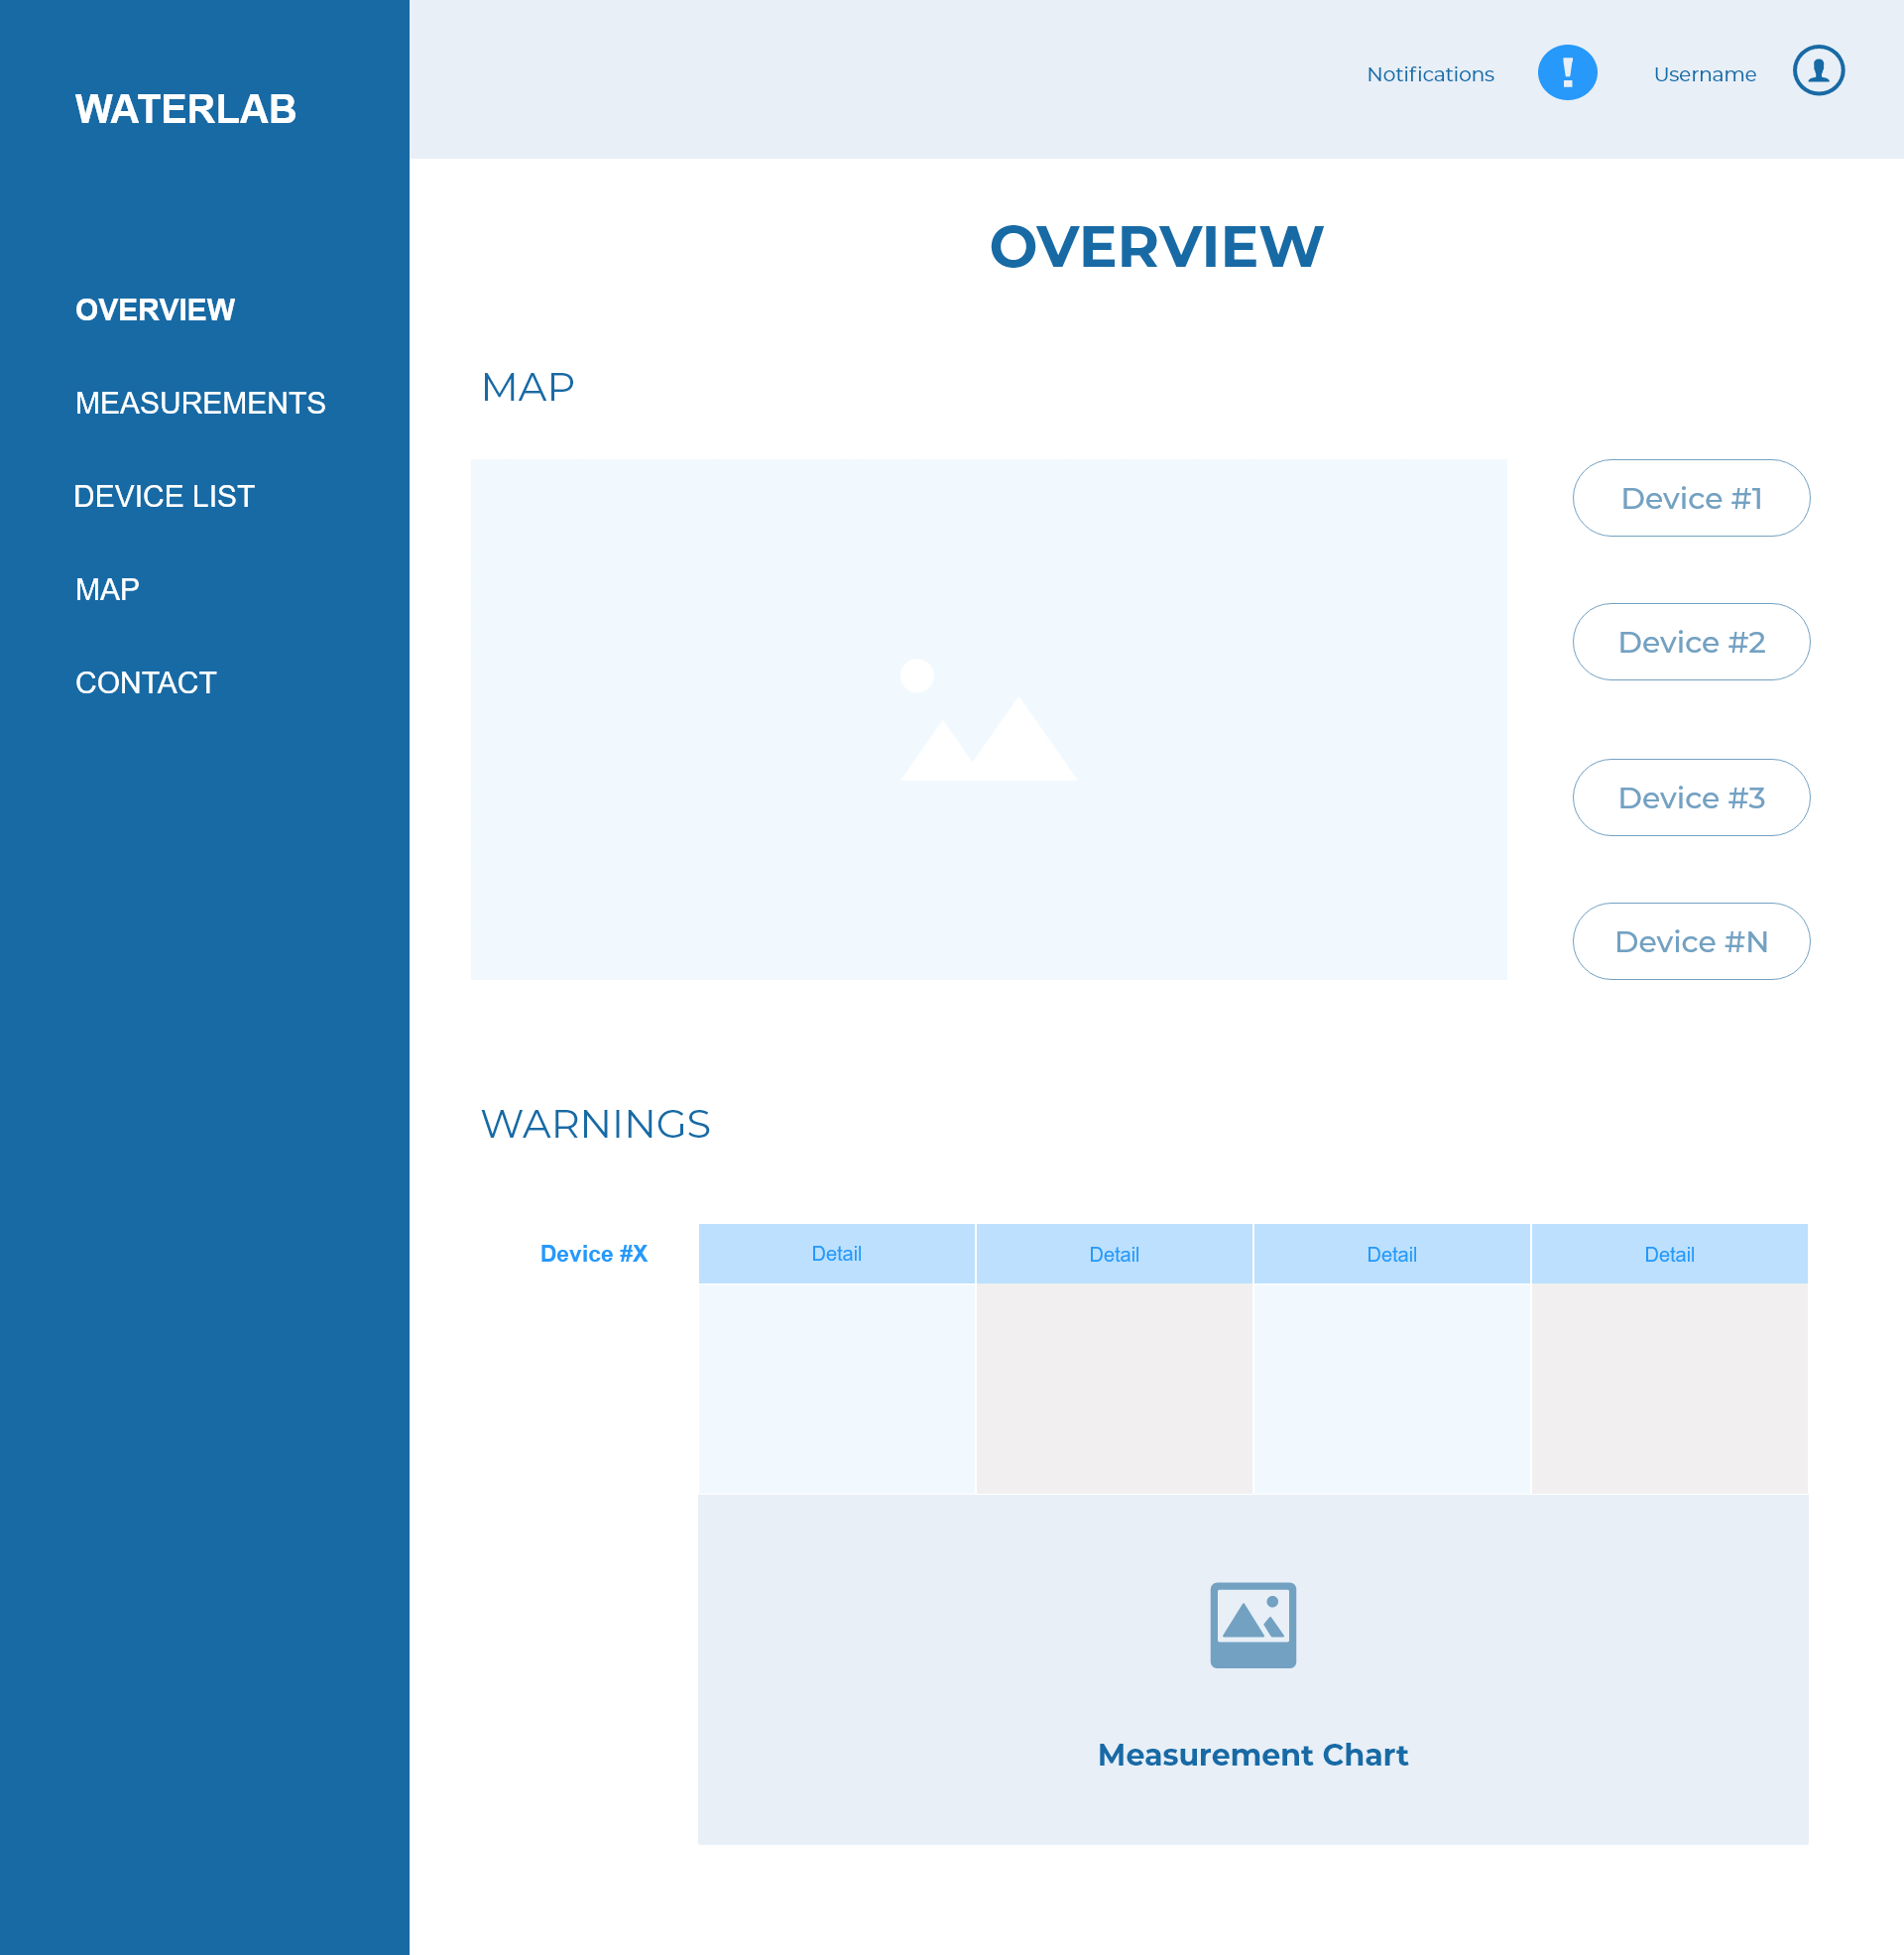 WATERLAB
OVERVIEW
MEASUREMENTS
DEVICE LIST
MAP
CONTACT
Notifications
!
Username
OVERVIEW
MAP
Device #1
Device #2
Device #3
Device #N
WARNINGS
Device #X Detail Detail Detail Detail
Measurement Chart